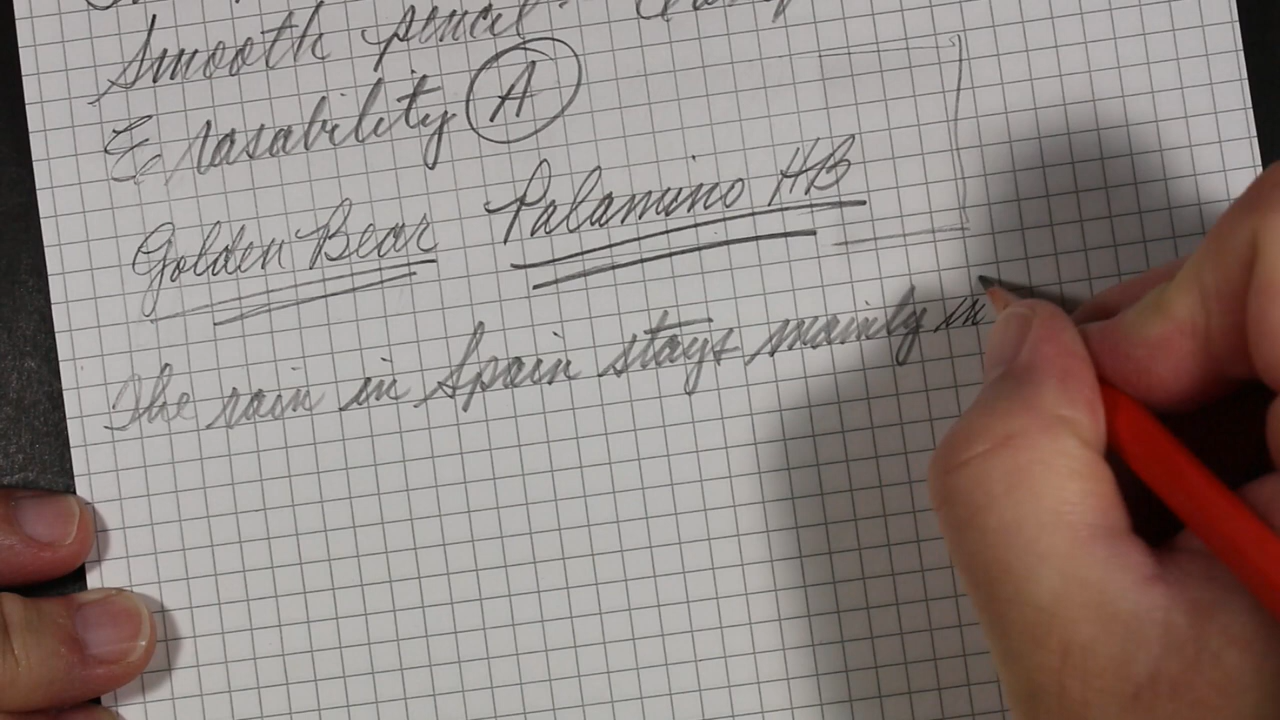 Smooth pencil
Erasability A
Golden Bear Palamino HB
The rain in Spain stays mainly in